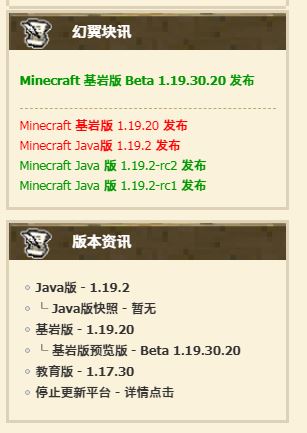 幻翼块讯
Minecraft 基岩版 Beta 1.19.30.20 发布
Minecraft 基岩版 1.19.20 发布
Minecraft Java版 1.19.2 发布
Minecraft Java 版 1.19.2-rc2 发布
Minecraft Java 版 1.19.2-rc1 发布
版本资讯
Java版 - 1.19.2
└ Java版快照 - 暂无
基岩版 - 1.19.20
└ 基岩版预览版 - Beta 1.19.30.20
教育版 - 1.17.30
停止更新平台 - 详情点击